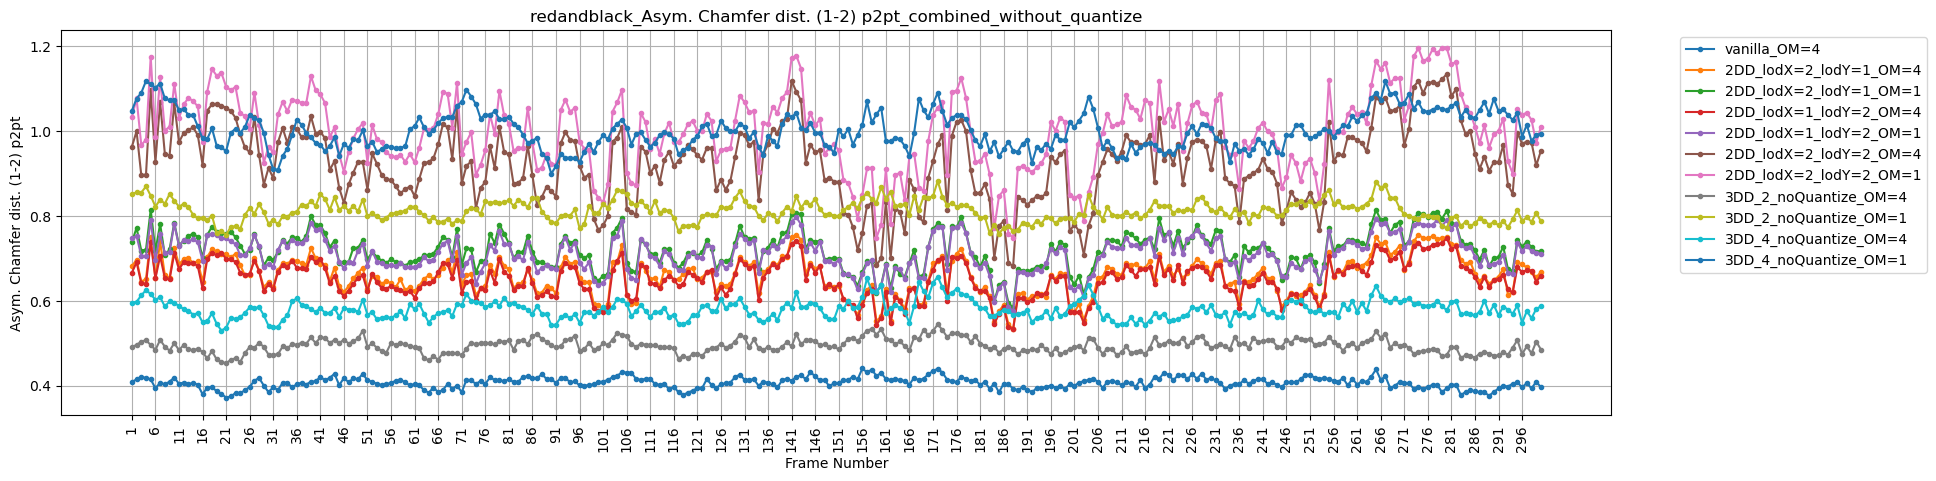 redandblack_Asym. Chamfer dist. (1-2) p2pt_combined_without_quantize
Asym. Chamfer dist. (1-2) p2pt
1.2
1.0
0.8
0.6
0.4
1 6 11 16 21 26 31 36 41 46 51 56 61 66 71 76 81 86 91 96 101 106 111 116 121 126 131 136 141 146 151 156 161 166 171 176 181 186 191 196 201 206 211 216 221 226 231 236 241 246 251 256 261 266 271 276 281 286 291 296
Frame Number
vanilla_OM=4
2DD_lodX=2_lodY=1_OM=4
2DD_lodX=2_lodY=1_OM=1
2DD_lodX=1_lodY=2_OM=4
2DD_lodX=1_lodY=2_OM=1
2DD_lodX=2_lodY=2_OM=4
2DD_lodX=2_lodY=2_OM=1
3DD_2_noQuantize_OM=4
3DD_2_noQuantize_OM=1
3DD_4_noQuantize_OM=4
3DD_4_noQuantize_OM=1